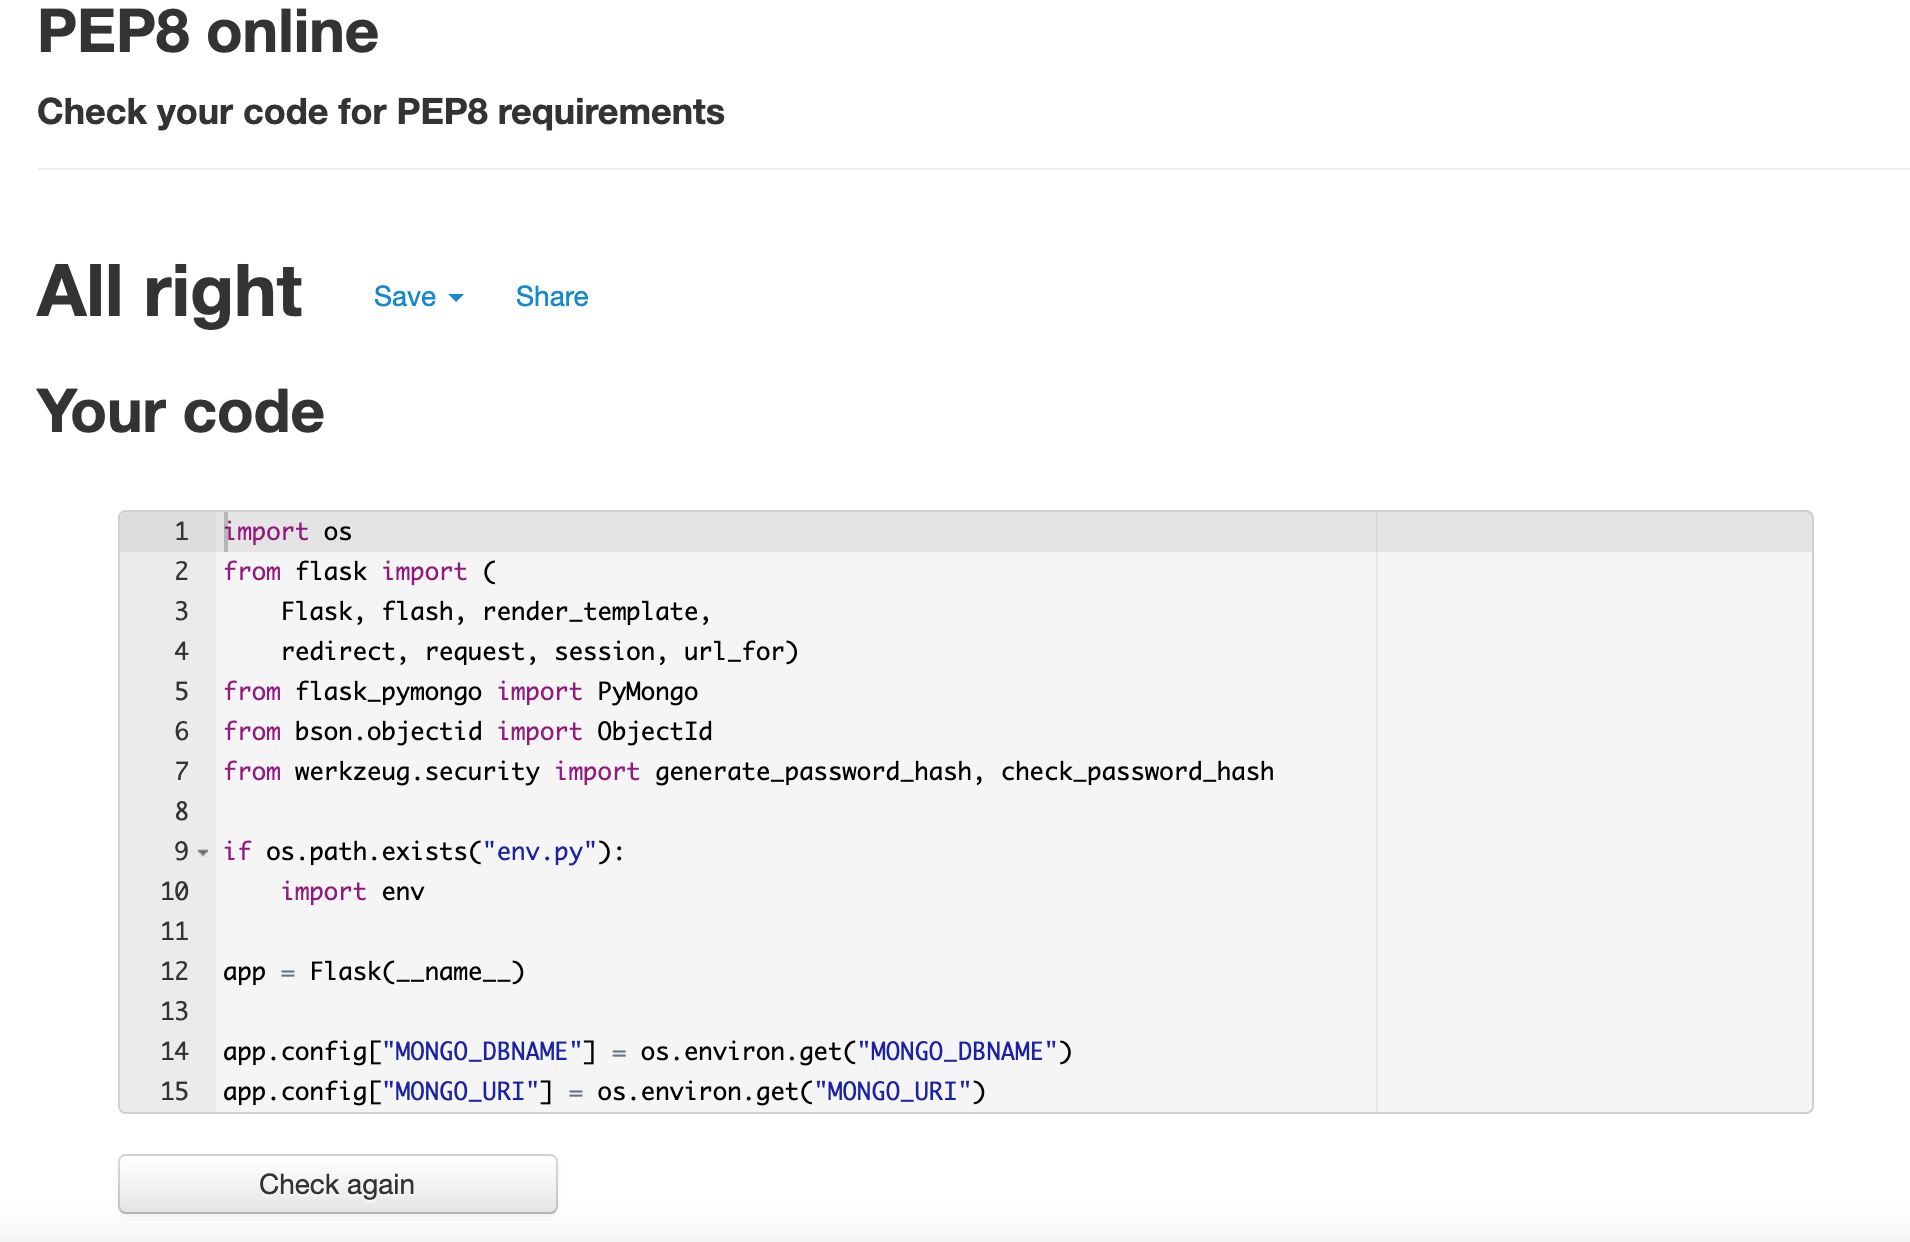 PEP8 online
Check your code for PEP8 requirements
All right Save Share
Your code
1 import os
2 from flask import (
3     Flask, flash, render_template,
4     redirect, request, session, url_for)
5 from flask_pymongo import PyMongo
6 from bson.objectid import ObjectId
7 from werkzeug.security import generate_password_hash, check_password_hash
8
9 if os.path.exists("env.py"):
10     import env
11
12 app = Flask(__name__)
13
14 app.config["MONGO_DBNAME"] = os.environ.get("MONGO_DBNAME")
15 app.config["MONGO_URI"] = os.environ.get("MONGO_URI")
Check again